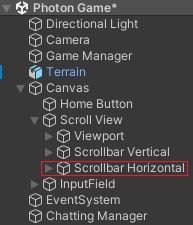 Photon Game*
Directional Light
Camera
Game Manager
Terrain
Canvas
Home Button
Scroll View
Viewport
Scrollbar Vertical
Scrollbar Horizontal
InputField
EventSystem
Chatting Manager